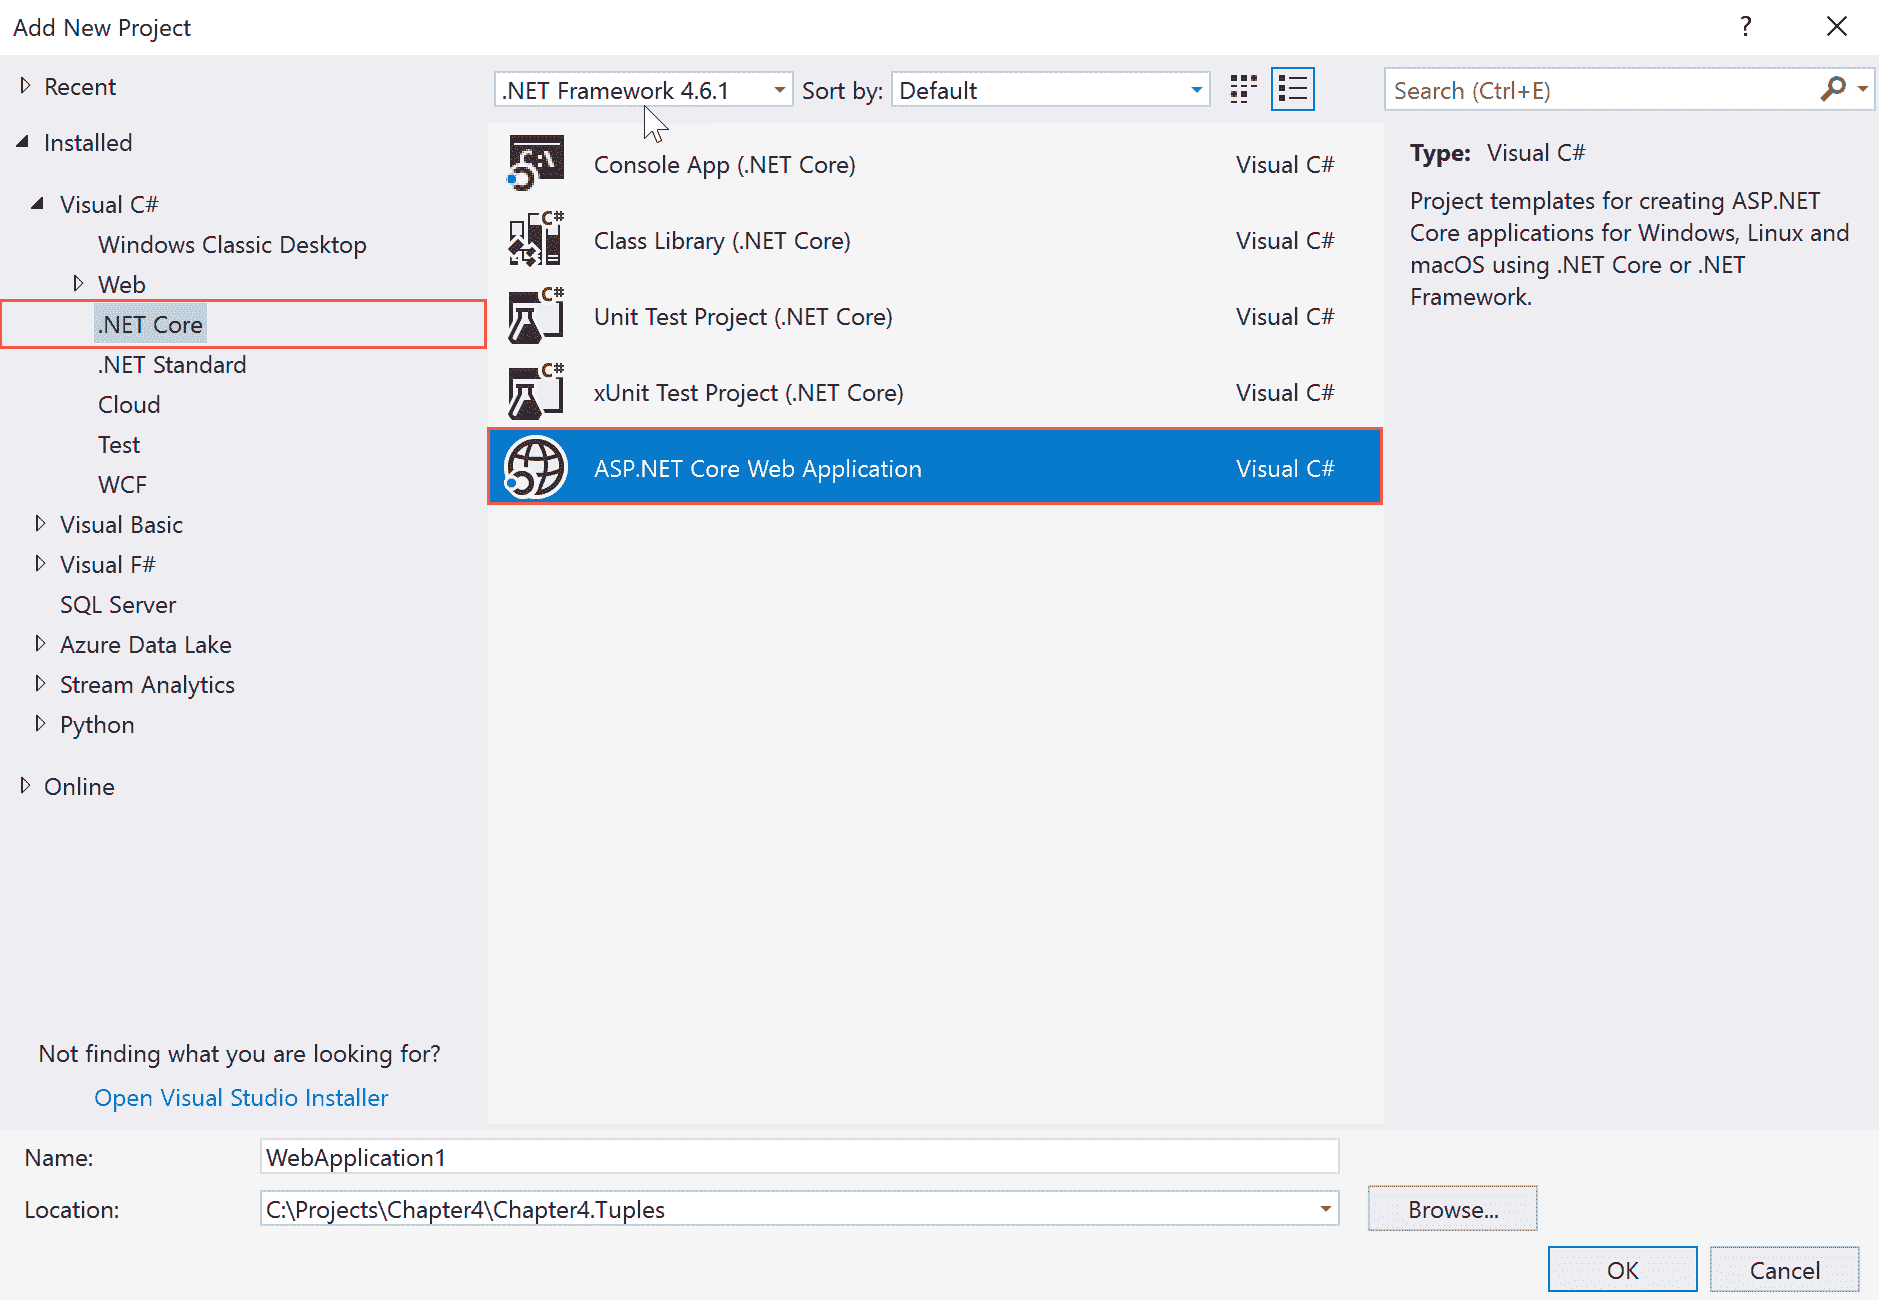 Add New Project
?
Recent
Installed
Visual C#
Windows Classic Desktop
Web
.NET Core
.NET Standard
Cloud
Test
WCF
Visual Basic
Visual F#
SQL Server
Azure Data Lake
Stream Analytics
Python
Online
Not finding what you are looking for?
Open Visual Studio Installer
.NET Framework 4.6.1 Sort by: Default
Console App (.NET Core) Visual C#
Class Library (.NET Core) Visual C#
Unit Test Project (.NET Core) Visual C#
xUnit Test Project (.NET Core) Visual C#
ASP.NET Core Web Application Visual C#
Search (Ctrl+E)
Type: Visual C#
Project templates for creating ASP.NET
Core applications for Windows, Linux and
macOS using .NET Core or .NET
Framework.
Name: WebApplication1
Location: C:\Projects\Chapter4\Chapter4.Tuples Browse...
OK Cancel